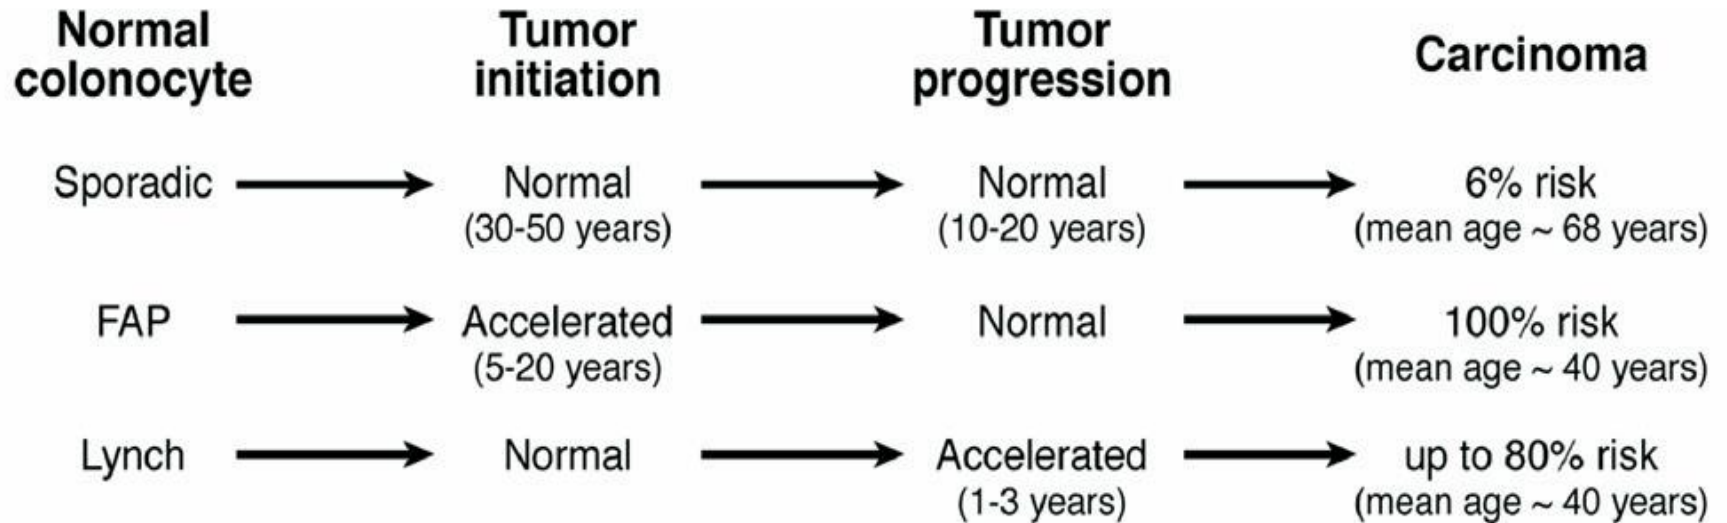 Normal colonocyte
Tumor initiation
Tumor progression
Carcinoma
Sporadic
Normal
(30-50 years)
Normal
(10-20 years)
6% risk
(mean age ~ 68 years)
FAP
Accelerated
(5-20 years)
Normal
100% risk
(mean age ~ 40 years)
Lynch
Normal
Accelerated
(1-3 years)
up to 80% risk
(mean age ~ 40 years)